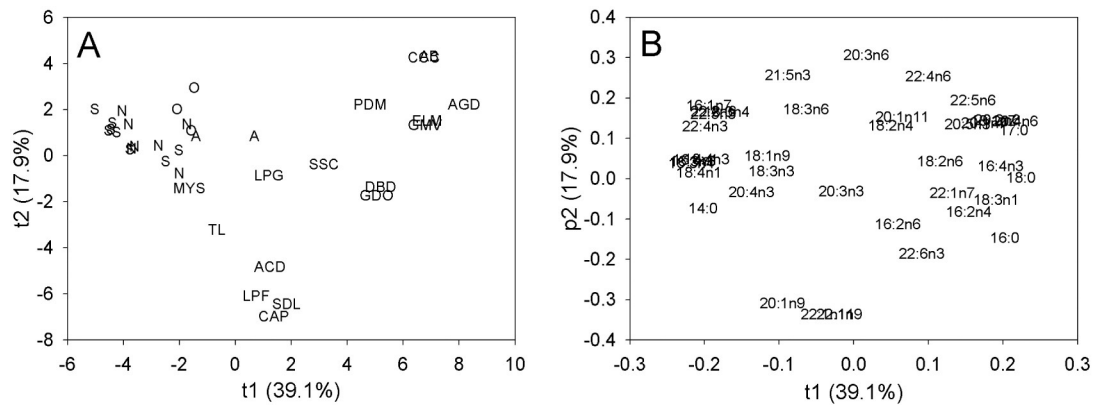 A
t2 (17.9%)
6
4
2
0
-2
-4
-6
-8
-6
-4
-2
0
2
4
6
8
10
t1 (39.1%)
O
O
S
N
N
N
A
A
S
N
S
N
S
MYS
TL
LPG
SSC
PDM
AGD
DBD
GDO
ACD
LPF
SDL
CAP
B
p2 (17.9%)
0.4
0.3
0.2
0.1
0.0
-0.1
-0.2
-0.3
-0.4
-0.3
-0.2
-0.1
0.0
0.1
0.2
0.3
t1 (39.1%)
20:3n6
21:5n3
22:4n6
16:1n7
18:3n6
22:5n6
20:1n11
18:2n4
22:4n3
17:0
18:1n9
18:3n3
18:4n1
18:2n6
16:4n3
18:0
20:4n3
20:3n3
22:1n7
18:3n1
14:0
16:2n4
16:2n6
16:0
22:6n3
20:1n9